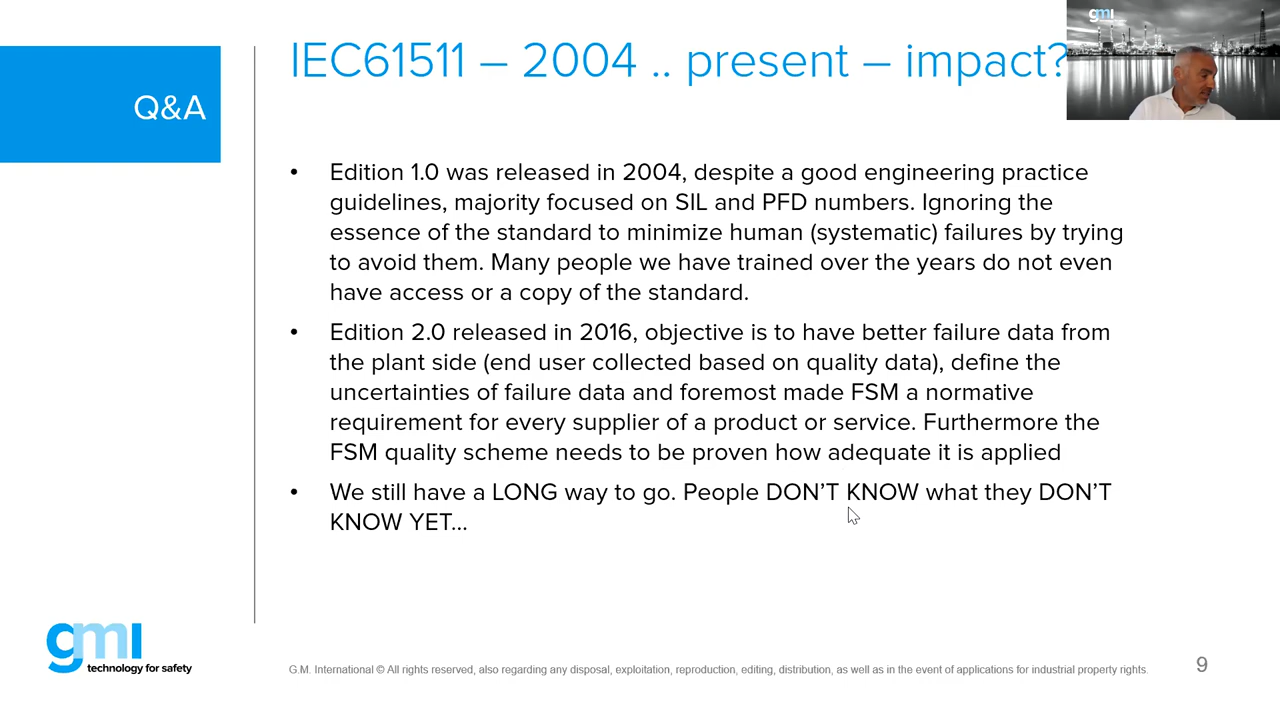 IEC61511 – 2004 .. present – impact?
gmi
Q&A
• Edition 1.0 was released in 2004, despite a good engineering practice
guidelines, majority focused on SIL and PFD numbers. Ignoring the
essence of the standard to minimize human (systematic) failures by trying
to avoid them. Many people we have trained over the years do not even
have access or a copy of the standard.
• Edition 2.0 released in 2016, objective is to have better failure data from
the plant side (end user collected based on quality data), define the
uncertainties of failure data and foremost made FSM a normative
requirement for every supplier of a product or service. Furthermore the
FSM quality scheme needs to be proven how adequate it is applied
• We still have a LONG way to go. People DON’T KNOW what they DON’T
KNOW YET...
gmi
technology for safety
G.M. International © All rights reserved, also regarding any disposal, exploitation, reproduction, editing, distribution, as well as in the event of applications for industrial property rights.
9